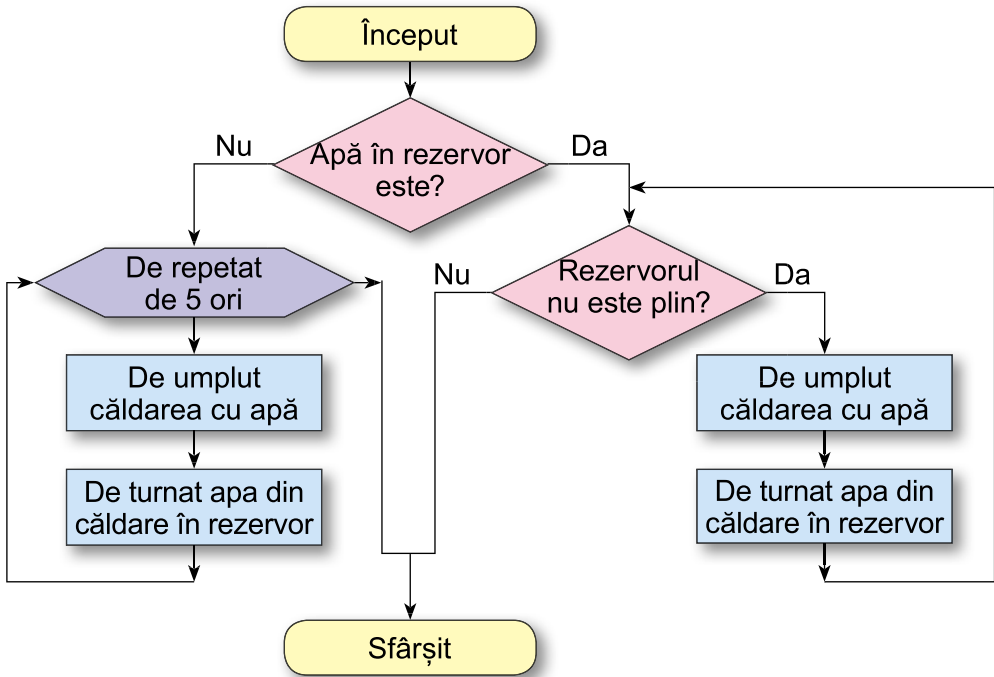 Început
Nu
Da
Apă în rezervor
este?
De repetat
de 5 ori
De umplut
căldarea cu apă
De turnat apa din
căldare în rezervor
Nu
Da
Rezervorul
nu este plin?
De umplut
căldarea cu apă
De turnat apa din
căldare în rezervor
Sfârșit